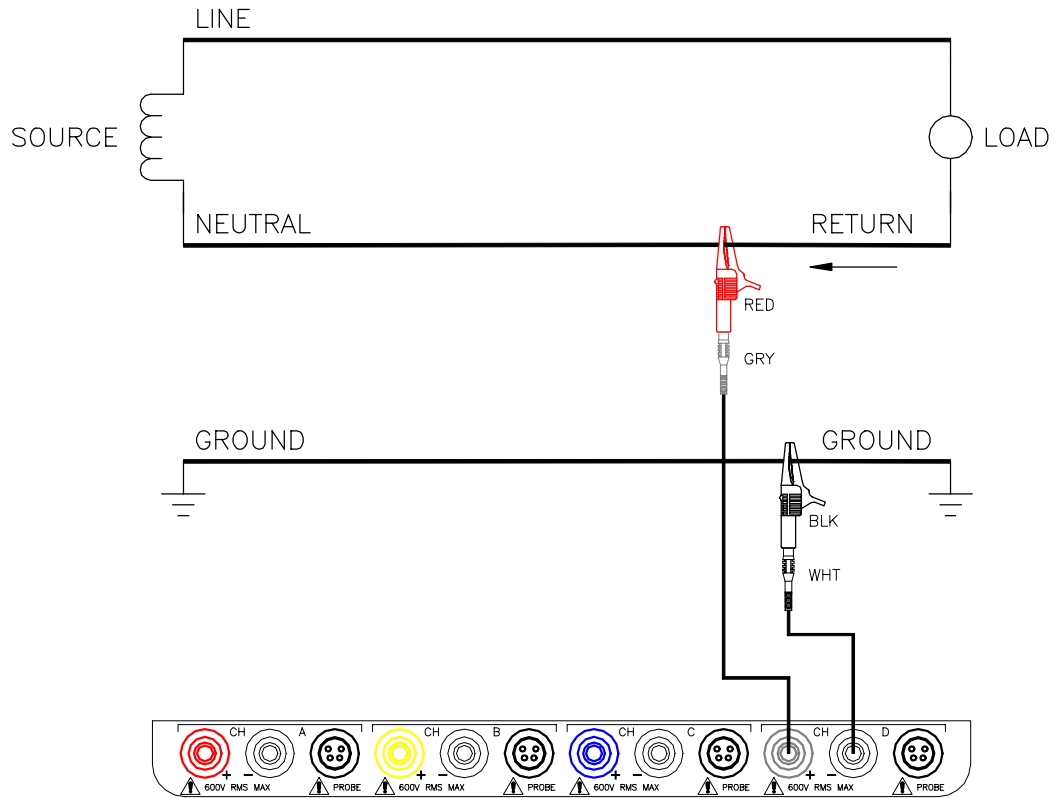 LINE
SOURCE
LOAD
NEUTRAL RETURN
RED
GRY
GROUND GROUND
BLK
WHT
CH A CH B CH C CH D
+ − + − + − + −
! 600V RMS MAX ! PROBE ! 600V RMS MAX ! PROBE ! 600V RMS MAX ! PROBE ! 600V RMS MAX ! PROBE